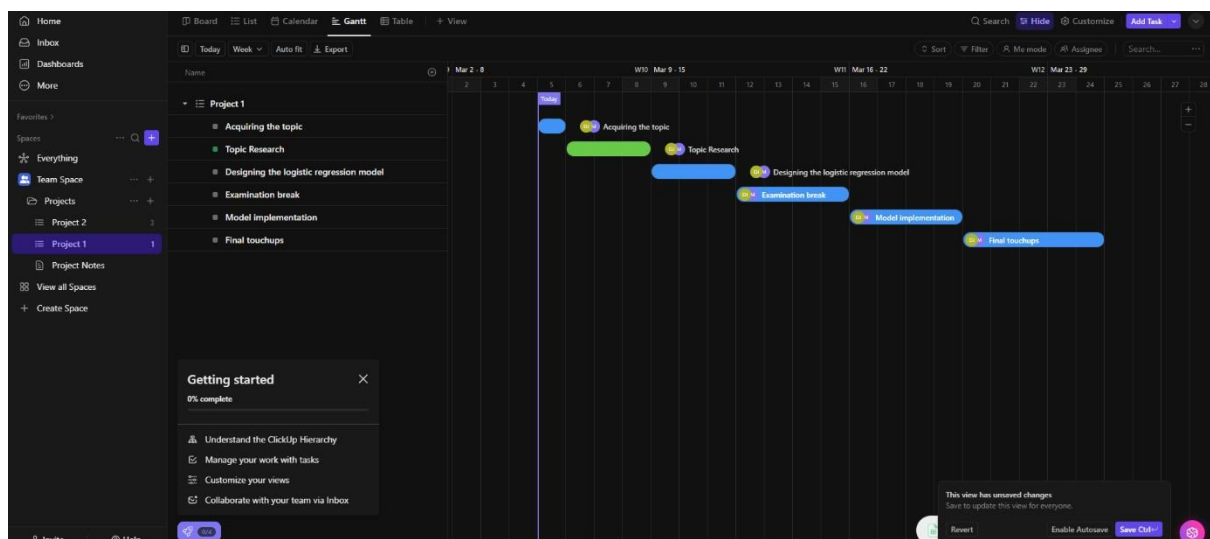 Home
Inbox
Dashboards
More
Favorites >
Spaces
Everything
Team Space
Projects
Project 2 3
Project 1 1
Project Notes
View all Spaces
+ Create Space
Invite Help
Board List Calendar Gantt Table + View
Search Hide Customize Add Task
Today Week Auto fit Export
Sort Filter Me mode Assignee Search...
Name
Mar 2 - 8 W10 Mar 9 - 15 W11 Mar 16 - 22 W12 Mar 23 - 29
2 3 4 5 6 7 8 9 10 11 12 13 14 15 16 17 18 19 20 21 22 23 24 25 26 27 28
Today
Project 1
Acquiring the topic Acquiring the topic
Topic Research Topic Research
Designing the logistic regression model Designing the logistic regression model
Examination break Examination break
Model implementation Model implementation
Final touchups Final touchups
Getting started
0% complete
Understand the ClickUp Hierarchy
Manage your work with tasks
Customize your views
Collaborate with your team via Inbox
0/4
This view has unsaved changes
Save to update this view for everyone.
Revert Enable Autosave Save Ctrl↵